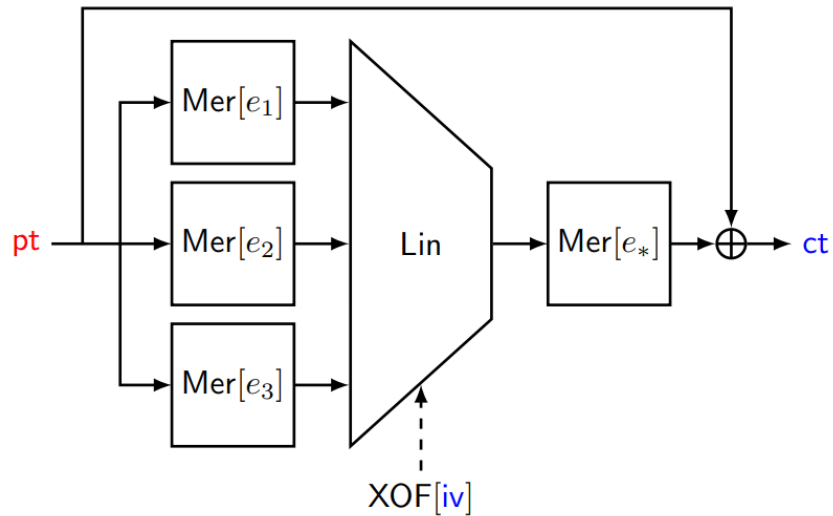 Mer[e₁]
pt
Mer[e₂]
Lin
Mer[e∗]
ct
Mer[e₃]
XOF[iv]